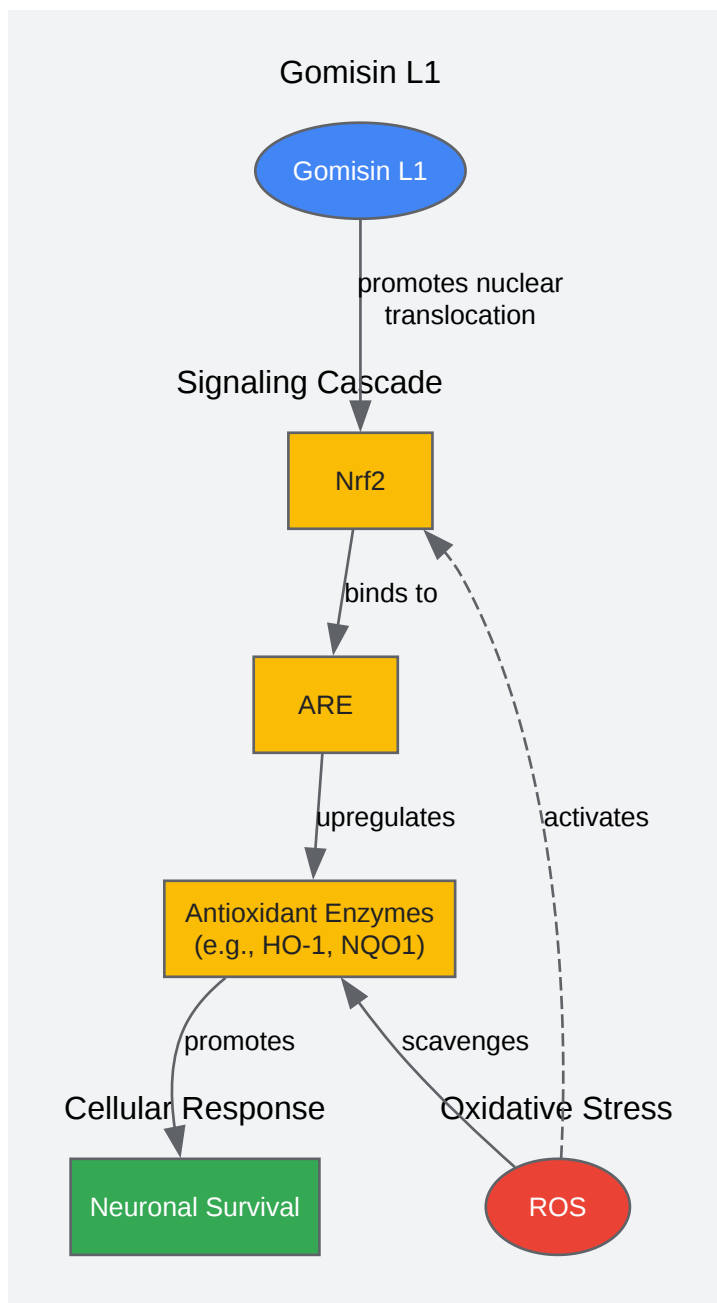 Gomisin L1
Gomisin L1
promotes nuclear
translocation
Signaling Cascade
Nrf2
binds to
ARE
upregulates
activates
Antioxidant Enzymes
(e.g., HO-1, NQO1)
promotes
scavenges
Cellular Response
Oxidative Stress
Neuronal Survival
ROS